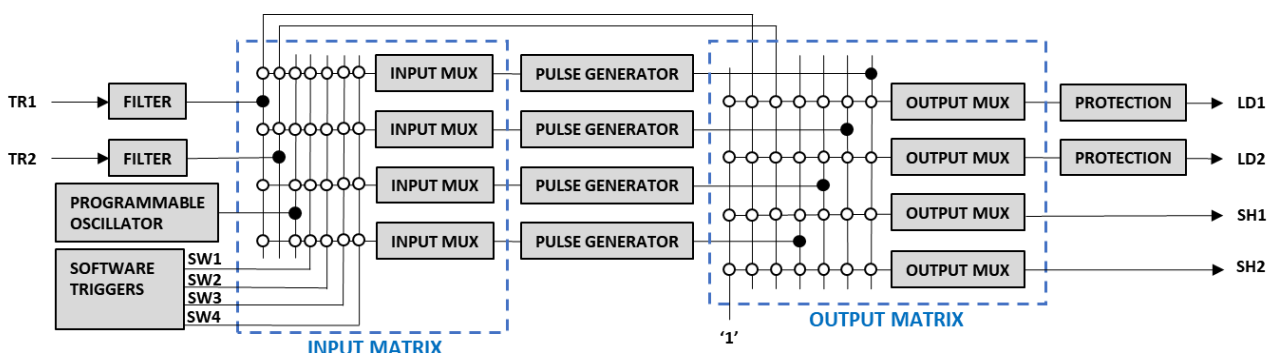 INPUT MUX
PULSE GENERATOR
TR1
FILTER
OUTPUT MUX
PROTECTION
LD1
INPUT MUX
PULSE GENERATOR
TR2
FILTER
OUTPUT MUX
PROTECTION
LD2
INPUT MUX
PULSE GENERATOR
PROGRAMMABLE
OSCILLATOR
OUTPUT MUX
SH1
INPUT MUX
PULSE GENERATOR
SOFTWARE
TRIGGERS
SW1
SW2
SW3
SW4
OUTPUT MUX
SH2
INPUT MATRIX
OUTPUT MATRIX
'1'